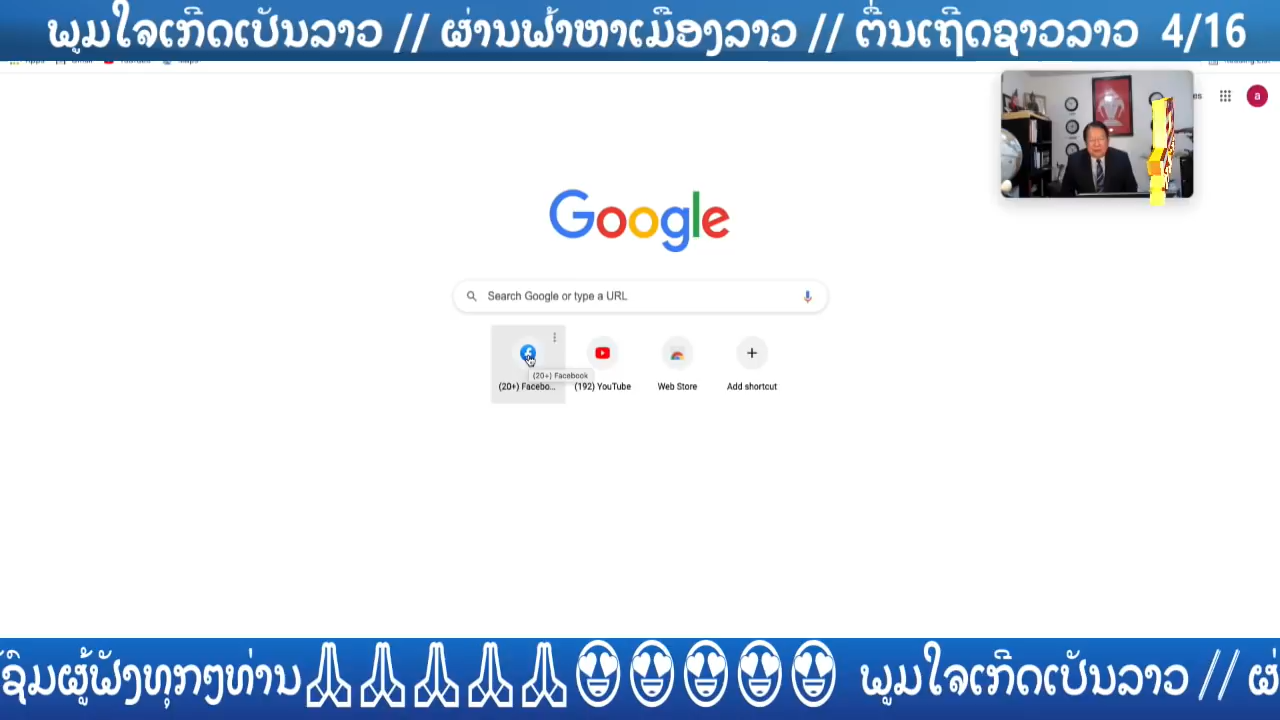 ພູມໃຈເກີດເປັນລາວ // ຜ່ານຟ້າຫາເມືອງລາວ // ຕື່ນເຖີດຊາວລາວ 4/16
a
Google
Search Google or type a URL
(20+) Facebook
(20+) Facebo...
(192) YouTube
Web Store
Add shortcut
ຊົມຜູ້ຟັງທຸກໆທ່ານ🙏🙏🙏🙏🙏😍😍😍😍😍 ພູມໃຈເກີດເປັນລາວ // ຜ່